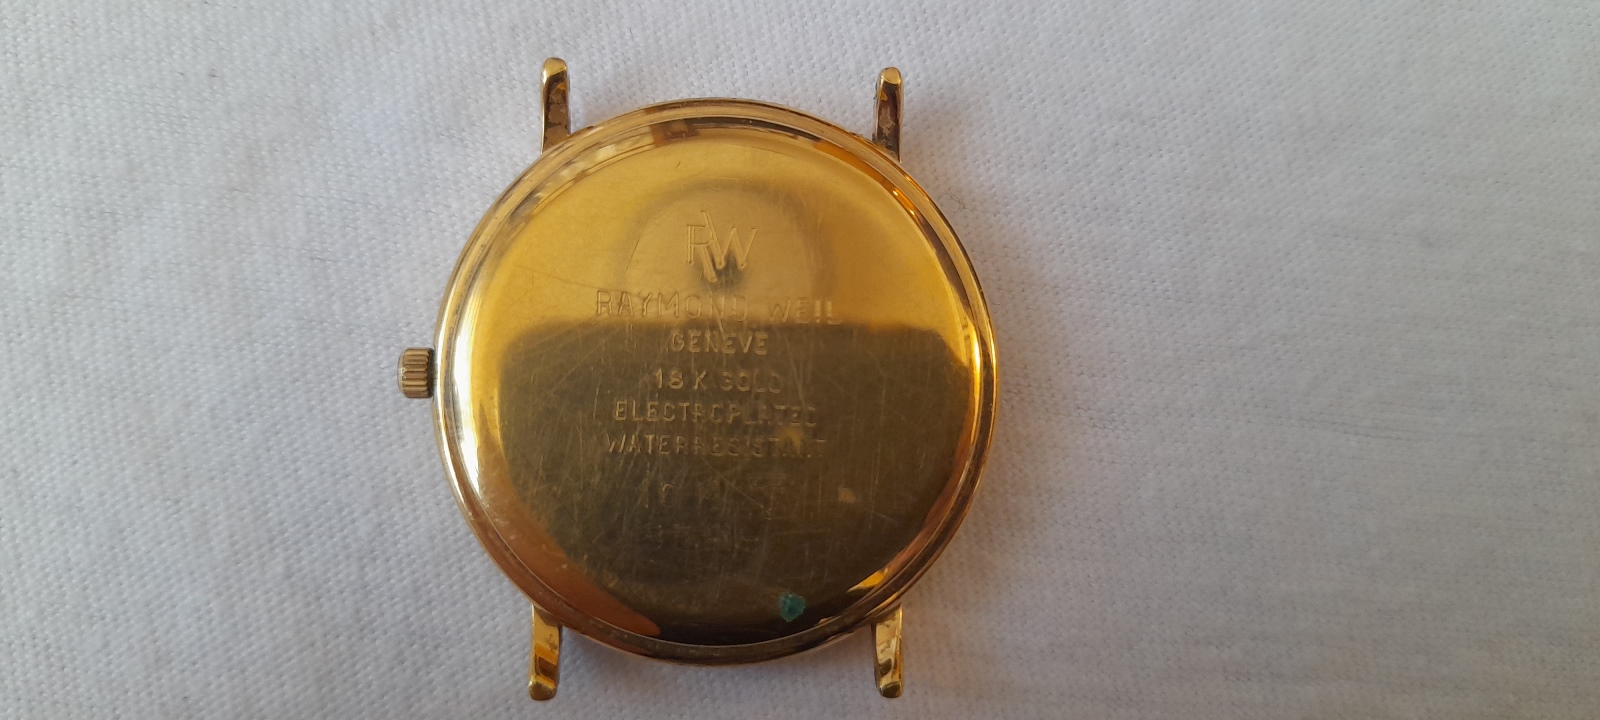 RW
RAYMOND WEIL
GENEVE
18 K GOLD
ELECTROPLATED
WATERRESISTANT